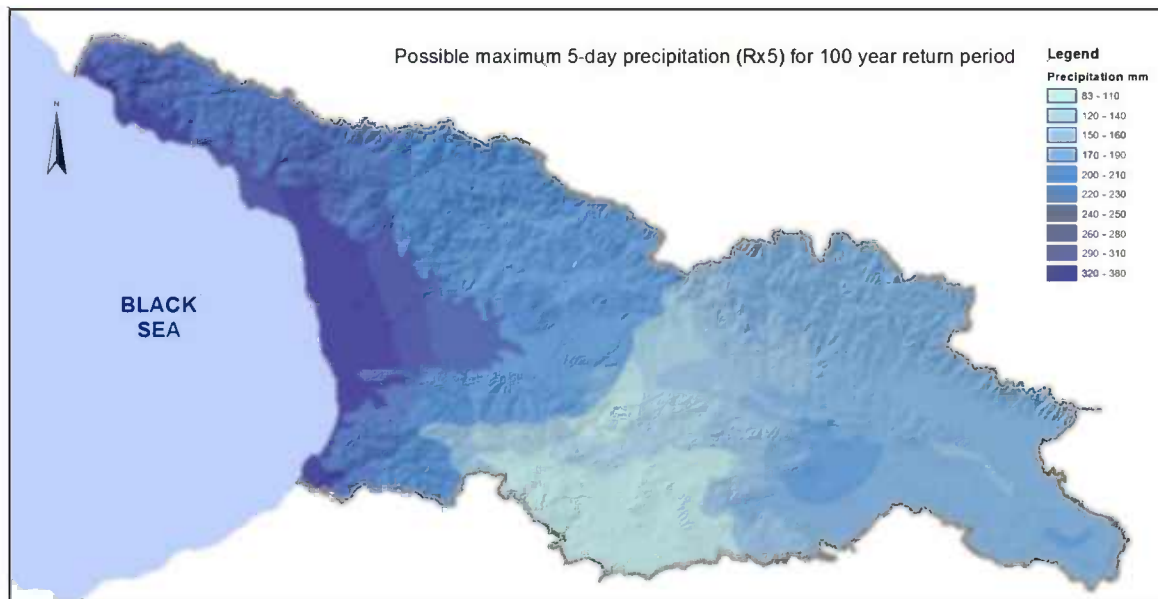 Possible maximum 5-day precipitation (Rx5) for 100 year return period
Legend
Precipitation mm
83 - 110
120 - 140
150 - 160
170 - 190
200 - 210
220 - 230
240 - 250
260 - 280
290 - 310
320 - 380
N
BLACK
SEA